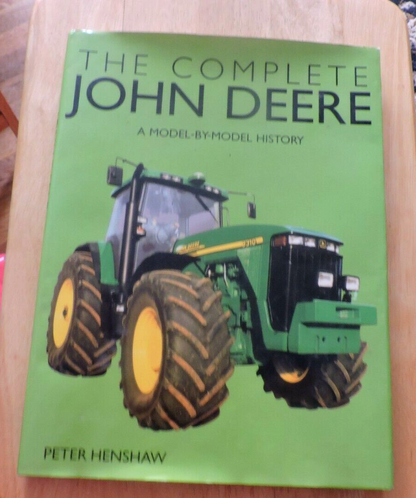 THE COMPLETE
JOHN DEERE
A MODEL-BY-MODEL HISTORY
PETER HENSHAW